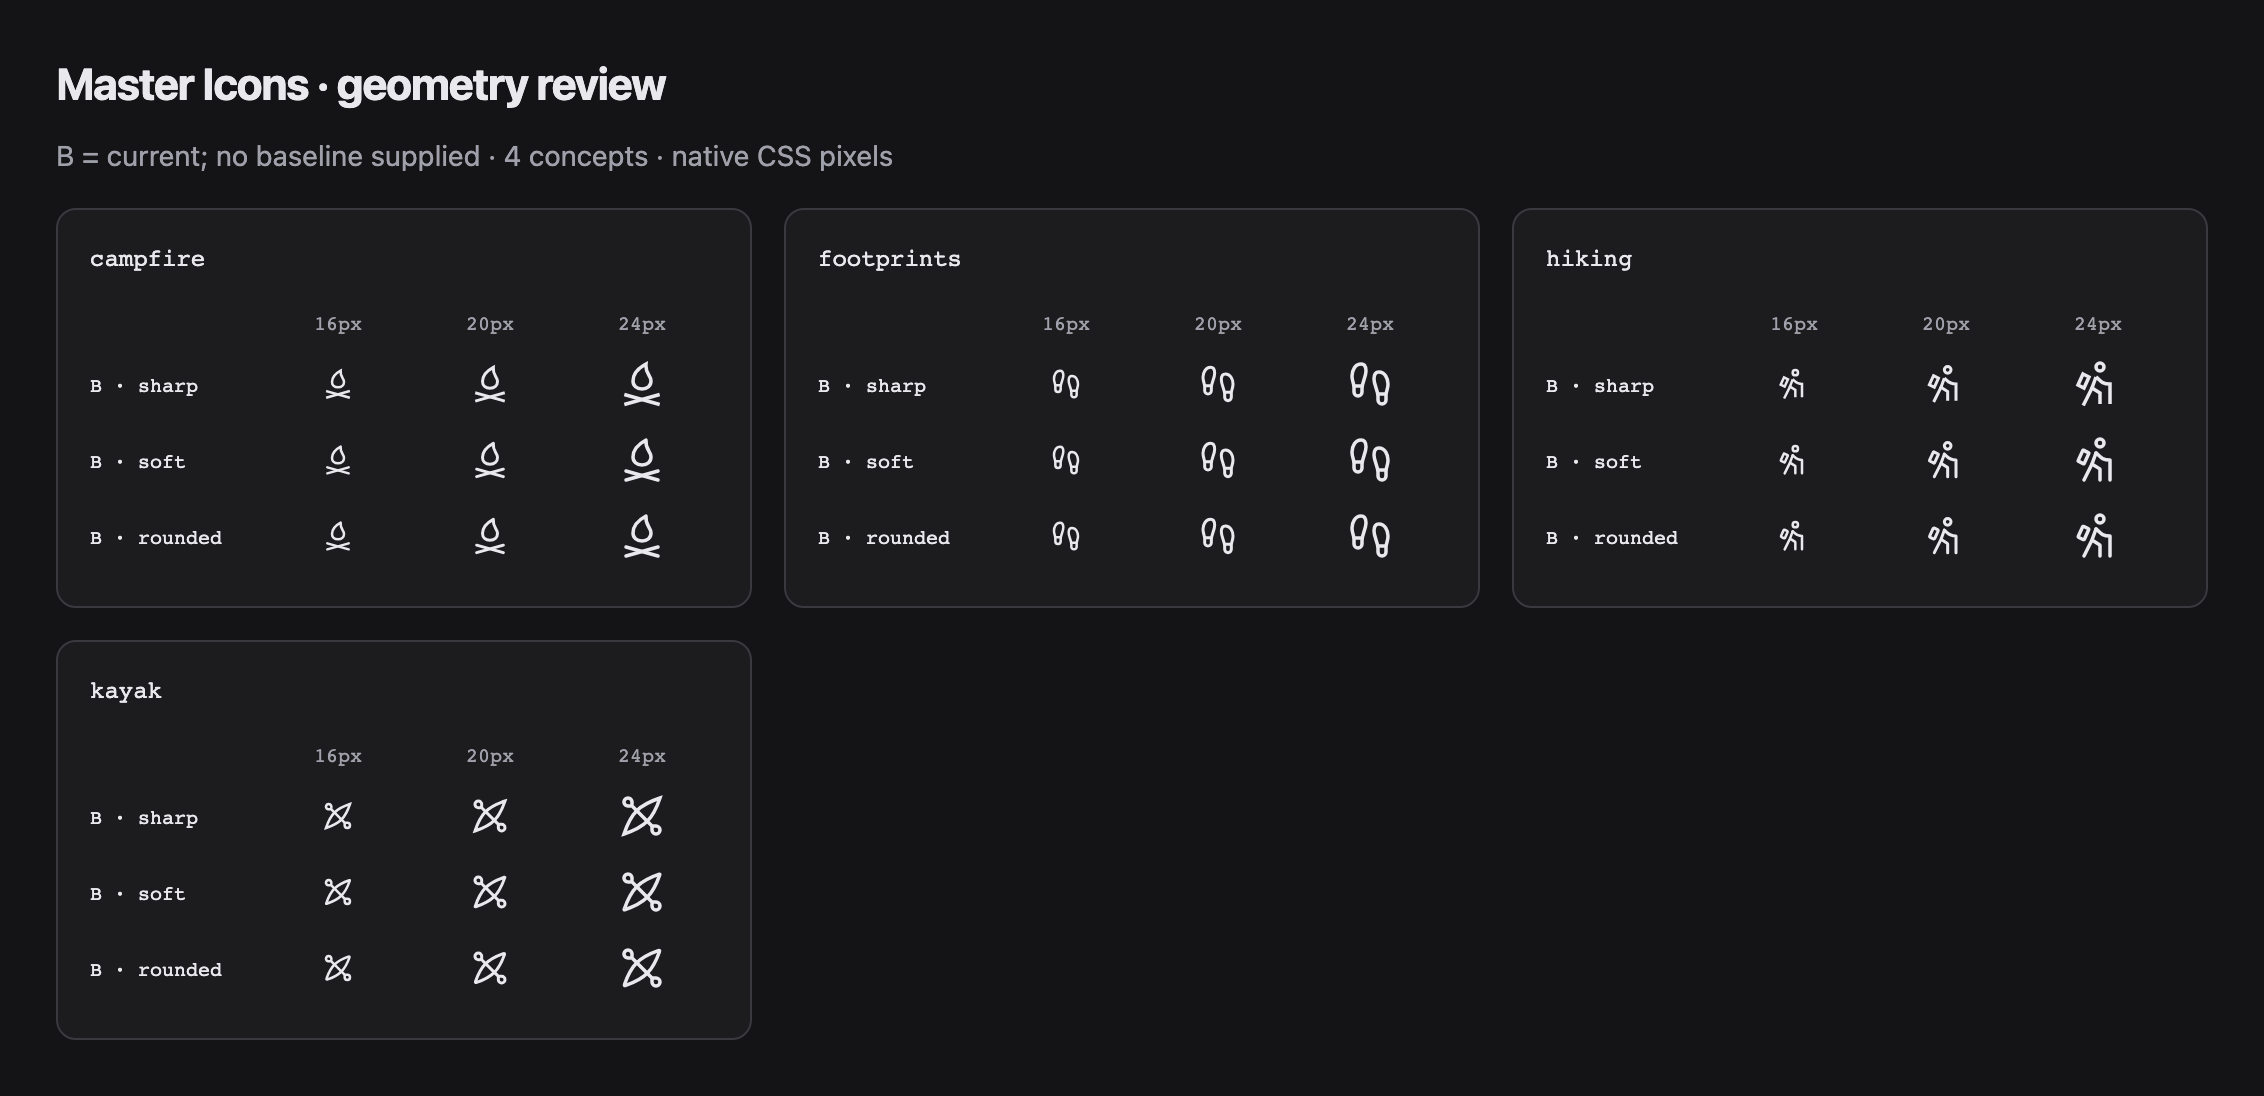 Master Icons · geometry review
B = current; no baseline supplied · 4 concepts · native CSS pixels
campfire
16px 20px 24px
B · sharp
B · soft
B · rounded
footprints
16px 20px 24px
B · sharp
B · soft
B · rounded
hiking
16px 20px 24px
B · sharp
B · soft
B · rounded
kayak
16px 20px 24px
B · sharp
B · soft
B · rounded